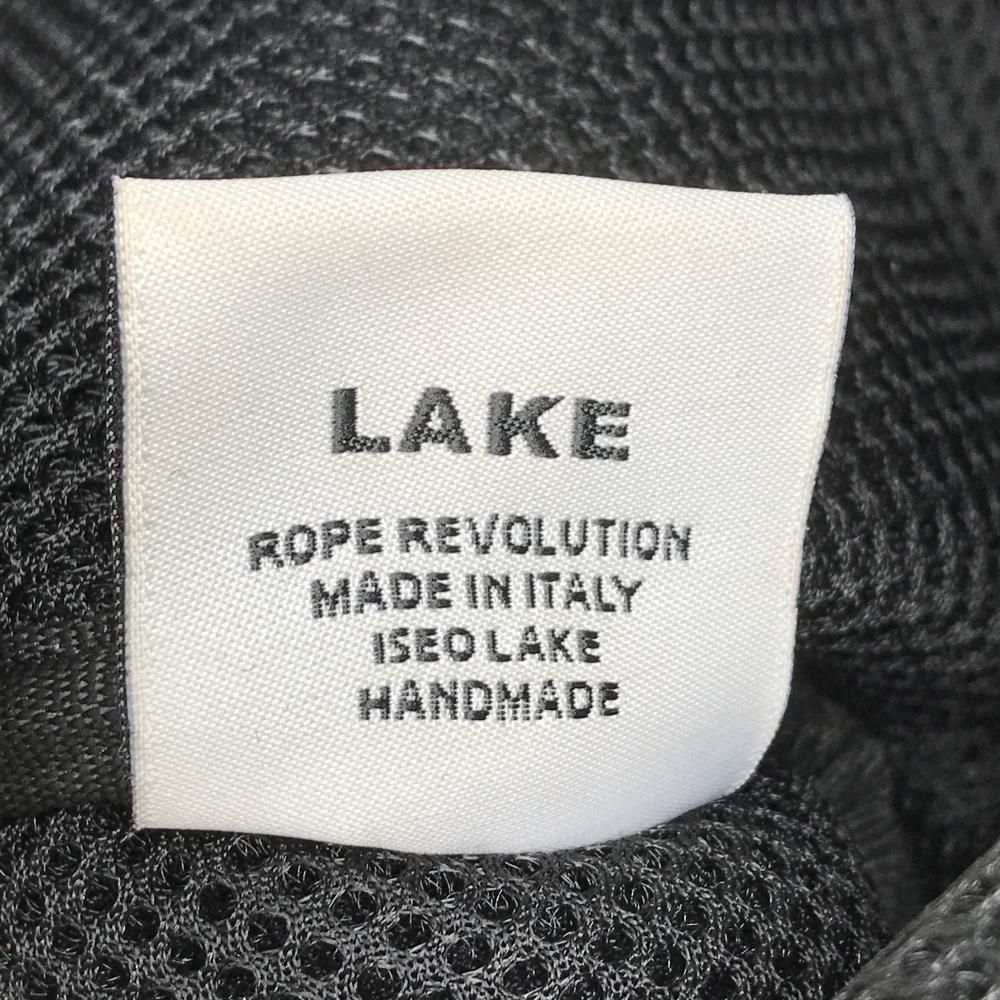 LAKE
ROPE REVOLUTION
MADE IN ITALY
ISEO LAKE
HANDMADE